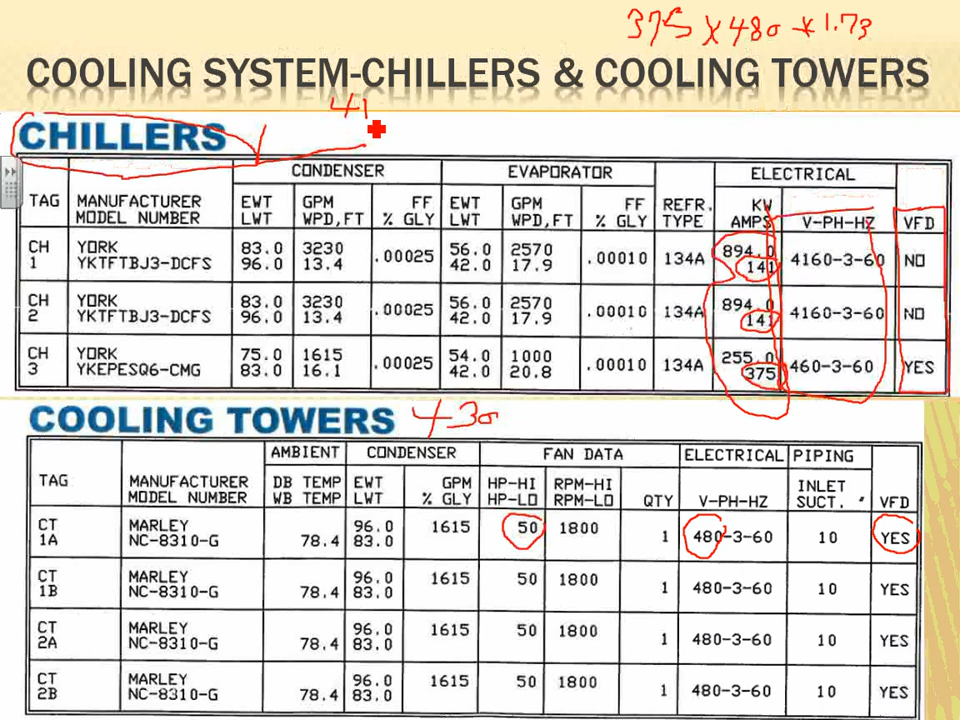 375 x 480 * 1.73
COOLING SYSTEM-CHILLERS & COOLING TOWERS
41
CHILLERS
CONDENSER EVAPORATOR ELECTRICAL
TAG MANUFACTURER MODEL NUMBER EWT LWT GPM WPD,FT FF % GLY EWT LWT GPM WPD,FT FF % GLY REFR. TYPE KW AMPS V-PH-HZ VFD
CH 1 YORK YKTFTBJ3-DCFS 83.0 96.0 3230 13.4 .00025 56.0 42.0 2570 17.9 .00010 134A 894.0 141 4160-3-60 NO
CH 2 YORK YKTFTBJ3-DCFS 83.0 96.0 3230 13.4 .00025 56.0 42.0 2570 17.9 .00010 134A 894.0 141 4160-3-60 NO
CH 3 YORK YKEPESQ6-CMG 75.0 83.0 1615 16.1 .00025 54.0 42.0 1000 20.8 .00010 134A 255.0 375 460-3-60 YES
COOLING TOWERS 430
AMBIENT CONDENSER FAN DATA ELECTRICAL PIPING
TAG MANUFACTURER MODEL NUMBER DB TEMP WB TEMP EWT LWT GPM % GLY HP-HI HP-LO RPM-HI RPM-LO QTY V-PH-HZ INLET SUCT. " VFD
CT 1A MARLEY NC-8310-G 78.4 96.0 83.0 1615 50 1800 1 480-3-60 10 YES
CT 1B MARLEY NC-8310-G 78.4 96.0 83.0 1615 50 1800 1 480-3-60 10 YES
CT 2A MARLEY NC-8310-G 78.4 96.0 83.0 1615 50 1800 1 480-3-60 10 YES
CT 2B MARLEY NC-8310-G 78.4 96.0 83.0 1615 50 1800 1 480-3-60 10 YES